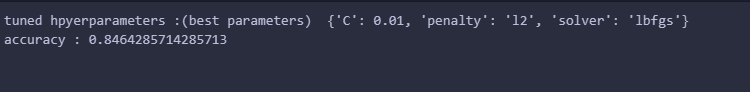 tuned hpyerparameters :(best parameters)  {'C': 0.01, 'penalty': 'l2', 'solver': 'lbfgs'}
accuracy : 0.8464285714285713